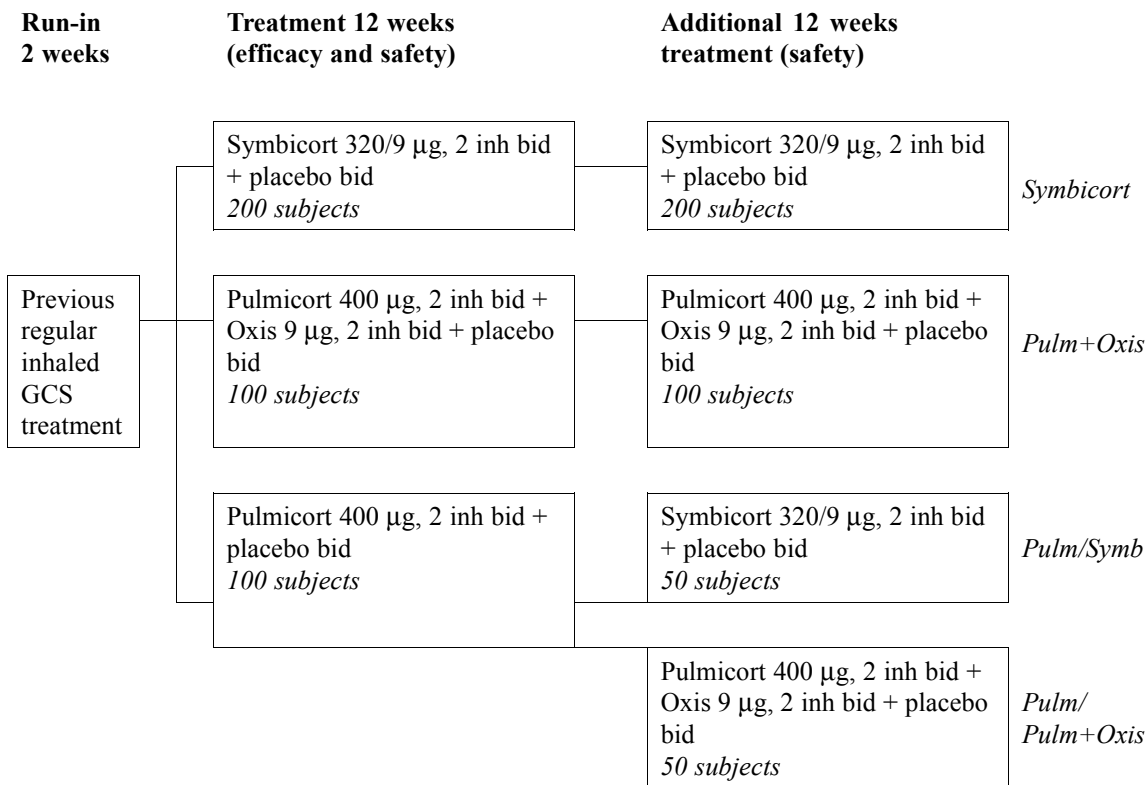 Run-in
2 weeks
Treatment 12 weeks
(efficacy and safety)
Additional 12 weeks
treatment (safety)
Previous
regular
inhaled
GCS
treatment
Symbicort 320/9 μg, 2 inh bid
+ placebo bid
200 subjects
Symbicort 320/9 μg, 2 inh bid
+ placebo bid
200 subjects
Symbicort
Pulmicort 400 μg, 2 inh bid +
Oxis 9 μg, 2 inh bid + placebo
bid
100 subjects
Pulmicort 400 μg, 2 inh bid +
Oxis 9 μg, 2 inh bid + placebo
bid
100 subjects
Pulm+Oxis
Pulmicort 400 μg, 2 inh bid +
placebo bid
100 subjects
Symbicort 320/9 μg, 2 inh bid
+ placebo bid
50 subjects
Pulm/Symb
Pulmicort 400 μg, 2 inh bid +
Oxis 9 μg, 2 inh bid + placebo
bid
50 subjects
Pulm/
Pulm+Oxis